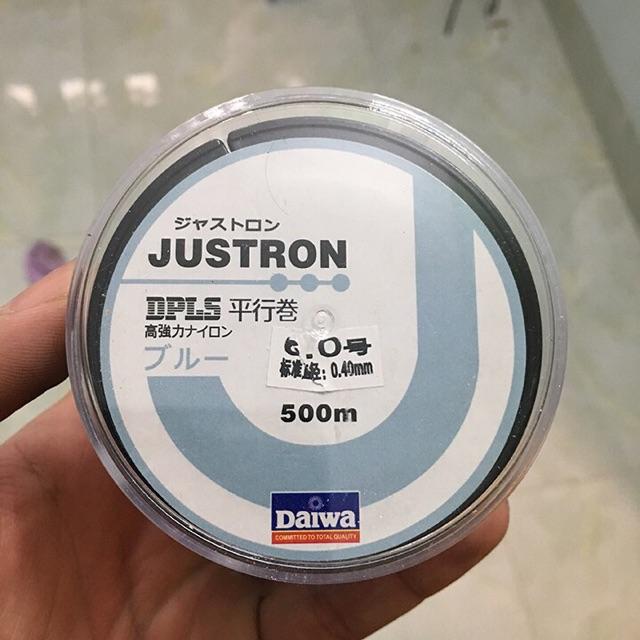 ジャストロン
JUSTRON
DPLS 平行巻
高強力ナイロン
ブルー
6.0号
标准直径: 0.40mm
500m
Daiwa
COMMITTED TO TOTAL QUALITY